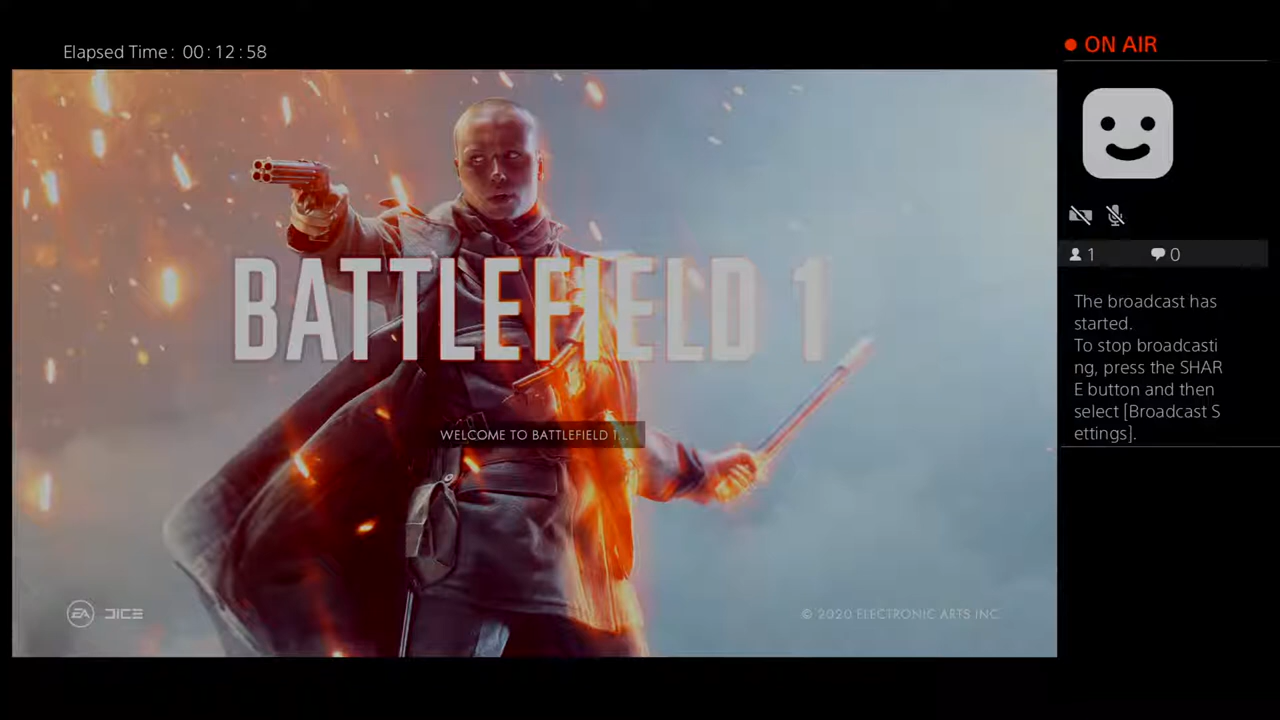 Elapsed Time: 00:12:58
ON AIR
1 0
The broadcast has
started.
To stop broadcasti
ng, press the SHAR
E button and then
select [Broadcast S
ettings].
BATTLEFIELD 1
WELCOME TO BATTLEFIELD 1...
EA DICE
© 2020 ELECTRONIC ARTS INC.